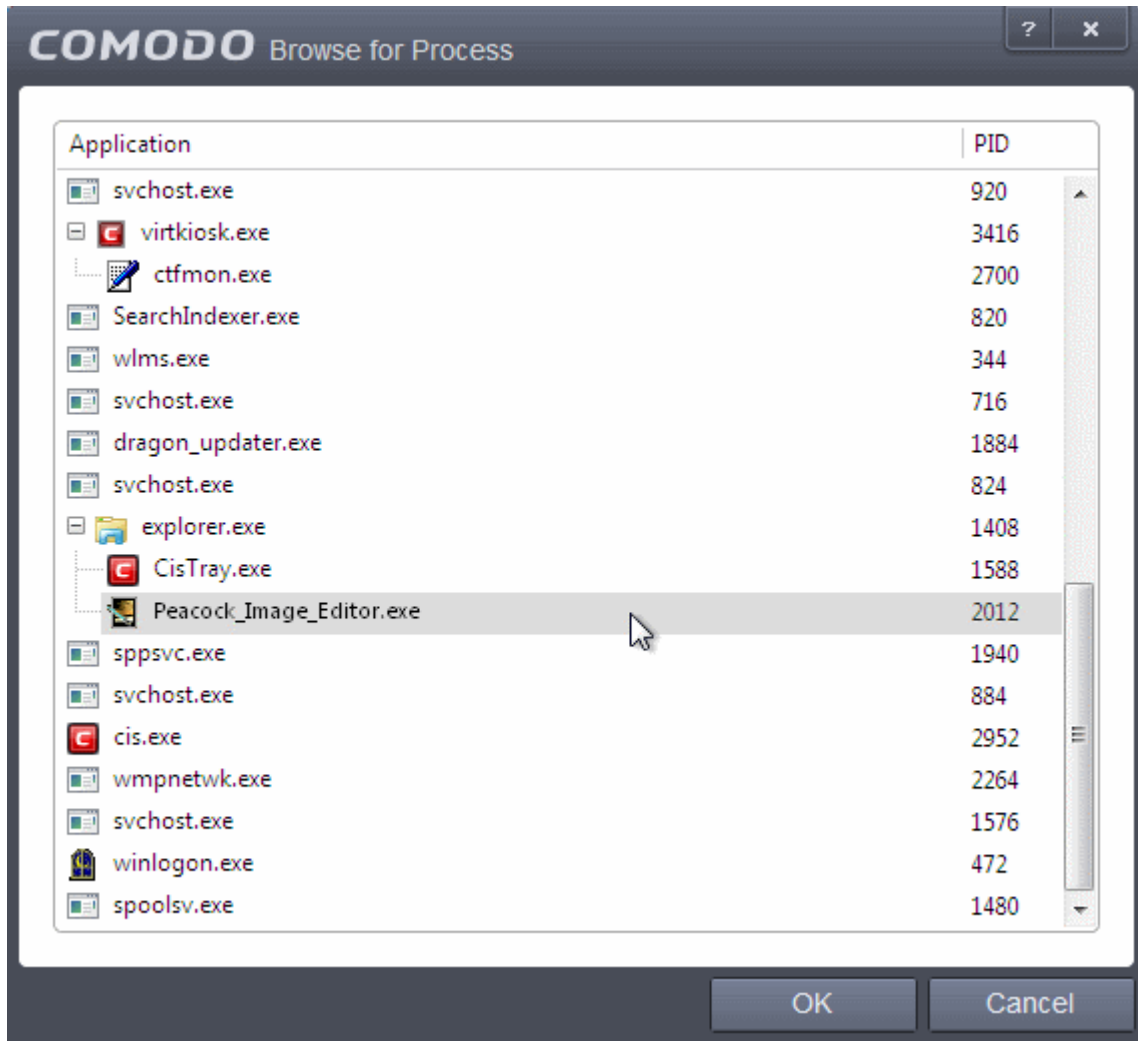 COMODO Browse for Process ? x
Application PID
svchost.exe 920
virtkiosk.exe 3416
ctfmon.exe 2700
SearchIndexer.exe 820
wlms.exe 344
svchost.exe 716
dragon_updater.exe 1884
svchost.exe 824
explorer.exe 1408
CisTray.exe 1588
Peacock_Image_Editor.exe 2012
sppsvc.exe 1940
svchost.exe 884
cis.exe 2952
wmpnetwk.exe 2264
svchost.exe 1576
winlogon.exe 472
spoolsv.exe 1480
OK Cancel